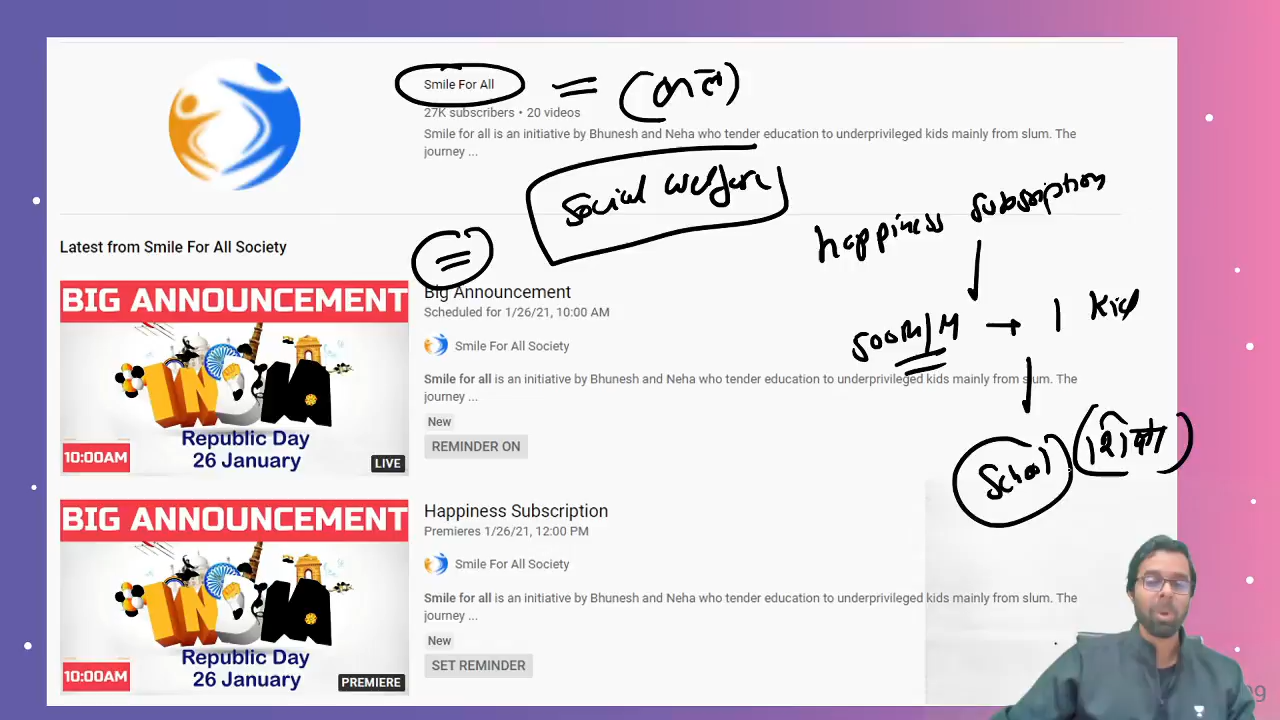 Smile For All =
27K subscribers • 20 videos
Smile for all is an initiative by Bhunesh and Neha who tender education to underprivileged kids mainly from slum. The
journey ...
social welfare
happiness subscription
Latest from Smile For All Society
=
BIG ANNOUNCEMENT
INDIA
Republic Day
26 January
10:00AM
LIVE
Big Announcement
Scheduled for 1/26/21, 10:00 AM
Smile For All Society
Smile for all is an initiative by Bhunesh and Neha who tender education to underprivileged kids mainly from slum. The
journey ...
New
REMINDER ON
→ 1 kid
School
BIG ANNOUNCEMENT
INDIA
Republic Day
26 January
10:00AM
PREMIERE
Happiness Subscription
Premieres 1/26/21, 12:00 PM
Smile For All Society
Smile for all is an initiative by Bhunesh and Neha who tender education to underprivileged kids mainly from slum. The
journey ...
New
SET REMINDER